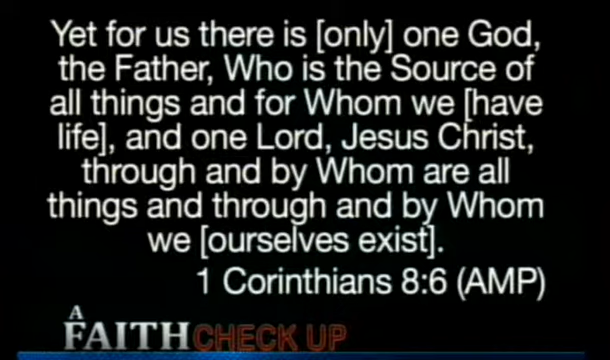 Yet for us there is [only] one God,
the Father, Who is the Source of
all things and for Whom we [have
life], and one Lord, Jesus Christ,
through and by Whom are all
things and through and by Whom
we [ourselves exist].
1 Corinthians 8:6 (AMP)
A
FAITH CHECK UP